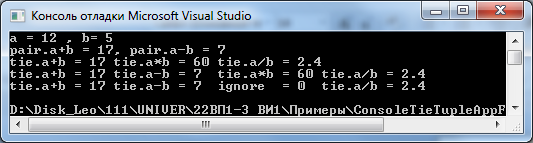 Консоль отладки Microsoft Visual Studio
a = 12 , b= 5
pair.a+b = 17, pair.a-b = 7
tie.a+b = 17 tie.a*b = 60 tie.a/b = 2.4
tie.a+b = 17 tie.a-b = 7  tie.a*b = 60 tie.a/b = 2.4
tie.a+b = 17 tie.a-b = 7  ignore  = 0  tie.a/b = 2.4
D:\Disk_Leo\111\UNIVER\22ВП1-3 ВИ1\Примеры\ConsoleTieTupleAppF